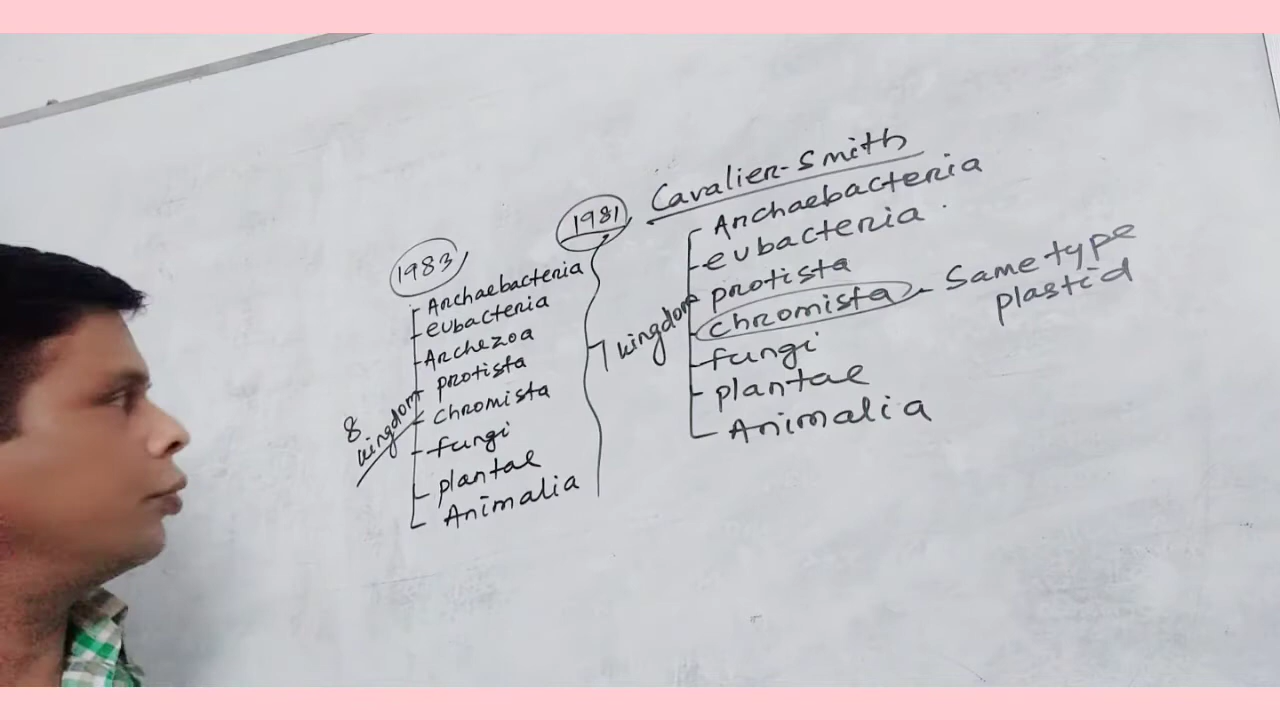 Cavalier-Smith
1981
Archaebacteria
eubacteria
protista
chromista - Same type
plastid
fungi
plantae
Animalia
7 kingdom
1983
Archaebacteria
eubacteria
Archezoa
protista
chromista
fungi
plantae
Animalia
8
kingdom